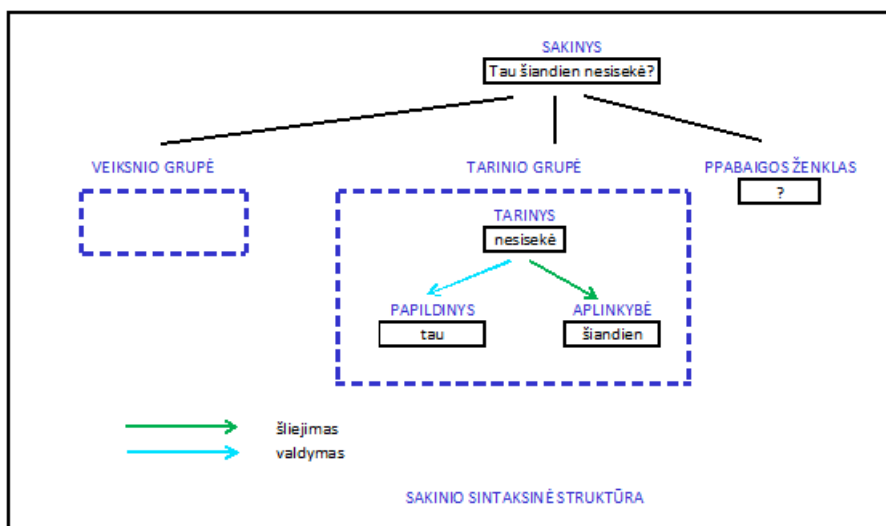 SAKINYS
Tau šiandien nesisekė?
VEIKSNIO GRUPĖ
TARINIO GRUPĖ
PPABAIGOS ŽENKLAS
?
TARINYS
nesisekė
PAPILDINYS
APLINKYBĖ
tau
šiandien
šliejimas
valdymas
SAKINIO SINTAKSINĖ STRUKTŪRA